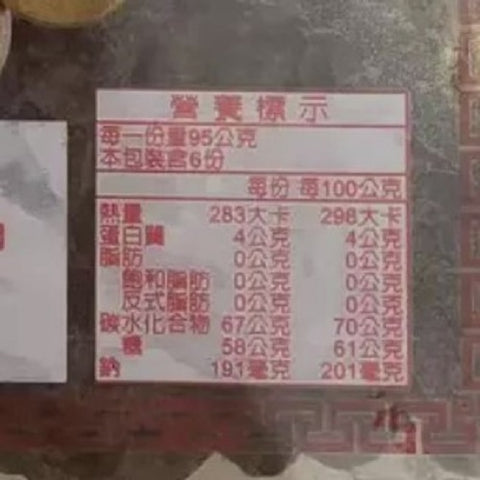 營養標示
每一份量95公克
本包裝含6份
每份 每100公克
熱量 283大卡 298大卡
蛋白質 4公克 4公克
脂肪 0公克 0公克
飽和脂肪 0公克 0公克
反式脂肪 0公克 0公克
碳水化合物 67公克 70公克
糖 58公克 61公克
鈉 191毫克 201毫克